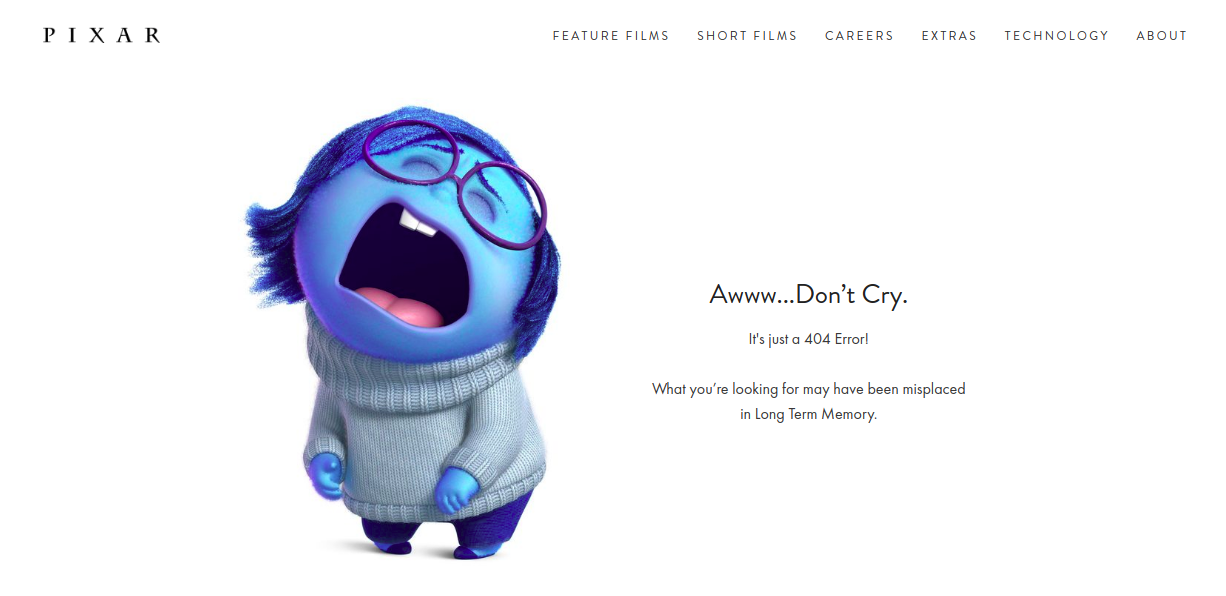 PIXAR
FEATURE FILMS SHORT FILMS CAREERS EXTRAS TECHNOLOGY ABOUT
Awww...Don’t Cry.
It's just a 404 Error!
What you’re looking for may have been misplaced
in Long Term Memory.